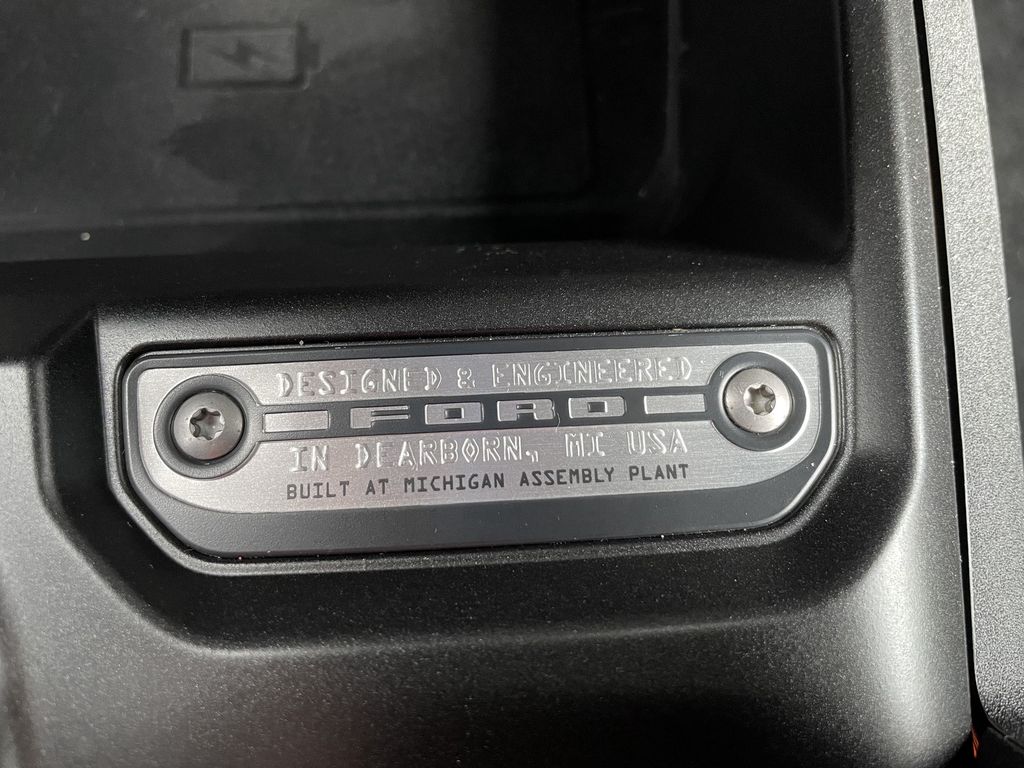 DESIGNED & ENGINEERED
FORD
IN DEARBORN, MI USA
BUILT AT MICHIGAN ASSEMBLY PLANT